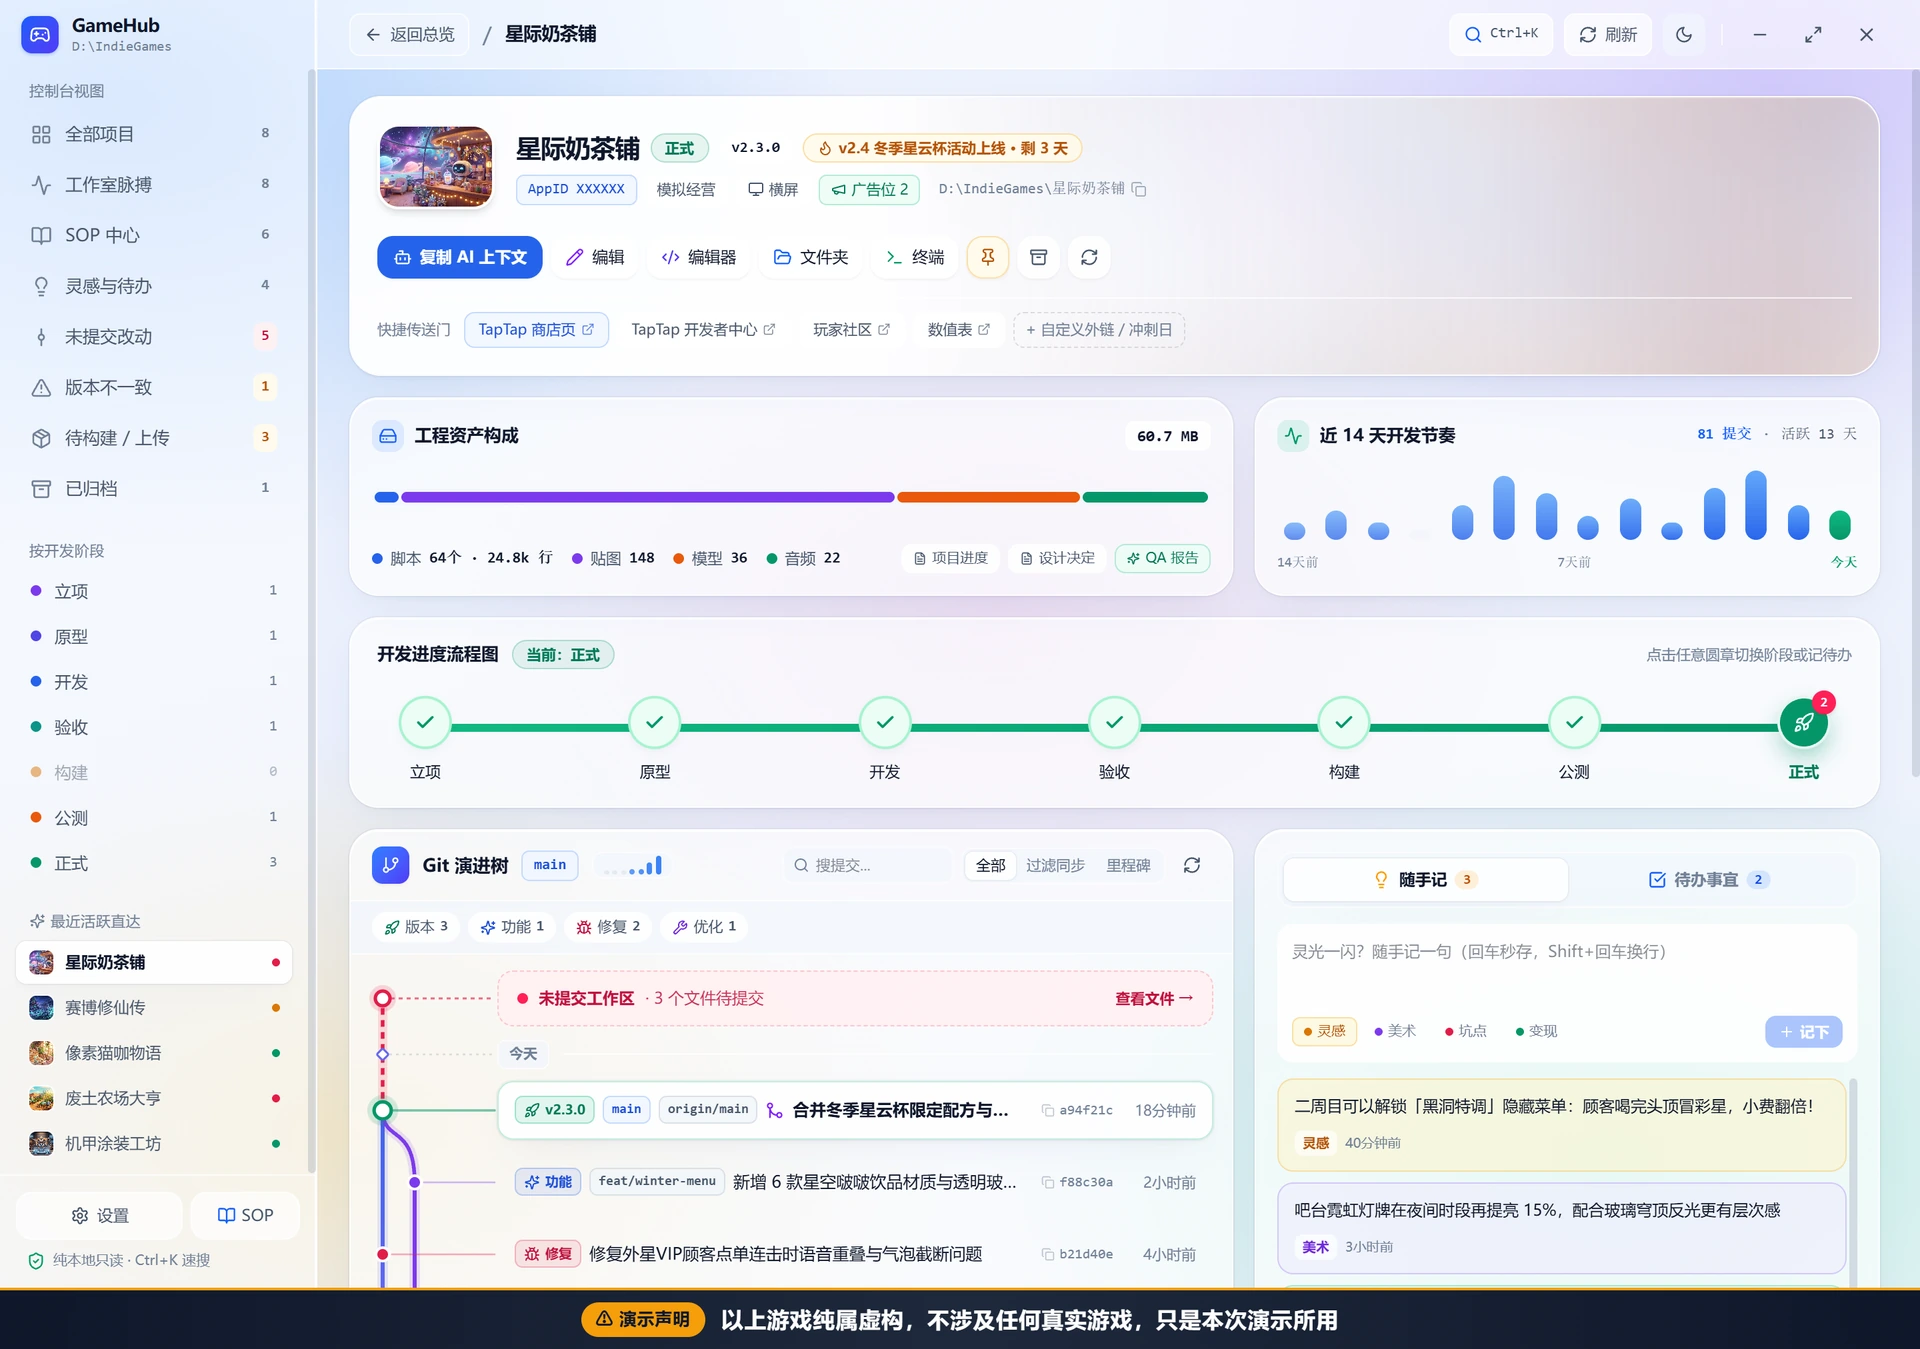 GameHub
D:\IndieGames
控制台视图
全部项目 8
工作室脉搏 8
SOP 中心 6
灵感与待办 4
未提交改动 5
版本不一致 1
待构建 / 上传 3
已归档 1
按开发阶段
立项 1
原型 1
开发 1
验收 1
构建 0
公测 1
正式 3
最近活跃直达
星际奶茶铺
赛博修仙传
像素猫咖物语
废土农场大亨
机甲涂装工坊
设置 SOP
纯本地只读 · Ctrl+K 速搜
返回总览 / 星际奶茶铺 Ctrl+K 刷新
星际奶茶铺 正式 v2.3.0 v2.4 冬季星云杯活动上线 • 剩 3 天
AppID XXXXXX 模拟经营 横屏 广告位 2 D:\IndieGames\星际奶茶铺
复制 AI 上下文 编辑 编辑器 文件夹 终端
快捷传送门 TapTap 商店页 TapTap 开发者中心 玩家社区 数值表 + 自定义外链 / 冲刺日
工程资产构成 60.7 MB
脚本 64个 · 24.8k 行 贴图 148 模型 36 音频 22 项目进度 设计决定 QA 报告
近 14 天开发节奏 81 提交 · 活跃 13 天
14天前 7天前 今天
开发进度流程图 当前：正式 点击任意圆章切换阶段或记待办
2
立项 原型 开发 验收 构建 公测 正式
Git 演进树 main 搜提交... 全部 过滤同步 里程碑
版本 3 功能 1 修复 2 优化 1
未提交工作区 · 3 个文件待提交 查看文件 →
今天
v2.3.0 main origin/main 合并冬季星云杯限定配方与... a94f21c 18分钟前
功能 feat/winter-menu 新增 6 款星空啵啵饮品材质与透明玻... f88c30a 2小时前
修复 修复外星VIP顾客点单连击时语音重叠与气泡截断问题 b21d40e 4小时前
随手记 3 待办事宜 2
灵光一闪？随手记一句（回车秒存，Shift+回车换行）
灵感 美术 坑点 变现 + 记下
二周目可以解锁「黑洞特调」隐藏菜单：顾客喝完头顶冒彩星，小费翻倍！
灵感 40分钟前
吧台霓虹灯牌在夜间时段再提亮 15%，配合玻璃穹顶反光更有层次感
美术 3小时前
演示声明 以上游戏纯属虚构，不涉及任何真实游戏，只是本次演示所用